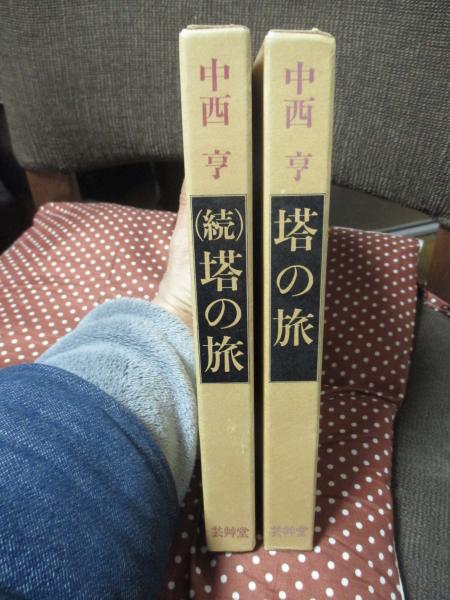 中西 亨
塔の旅
芸艸堂
中西 亨
(続)塔の旅
芸艸堂